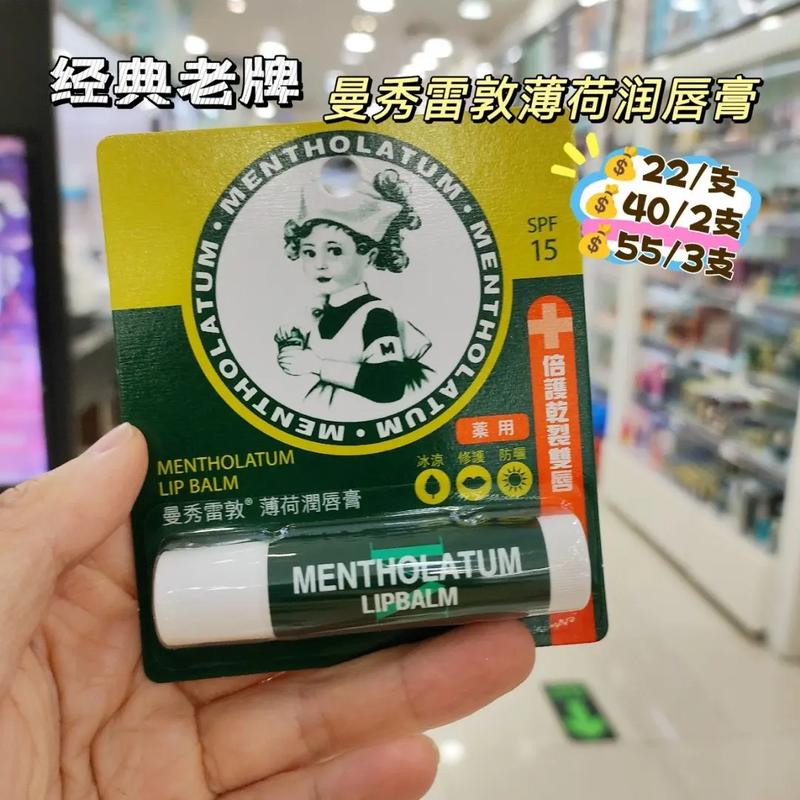 经典老牌
曼秀雷敦薄荷润唇膏
22/支
40/2支
55/3支
MENTHOLATUM · MENTHOLATUM · MENTHOLATUM ·
SPF
15
M
倍護乾裂雙唇
藥用
冰涼 修護 防曬
MENTHOLATUM
LIP BALM
曼秀雷敦® 薄荷潤唇膏
MENTHOLATUM
LIPBALM